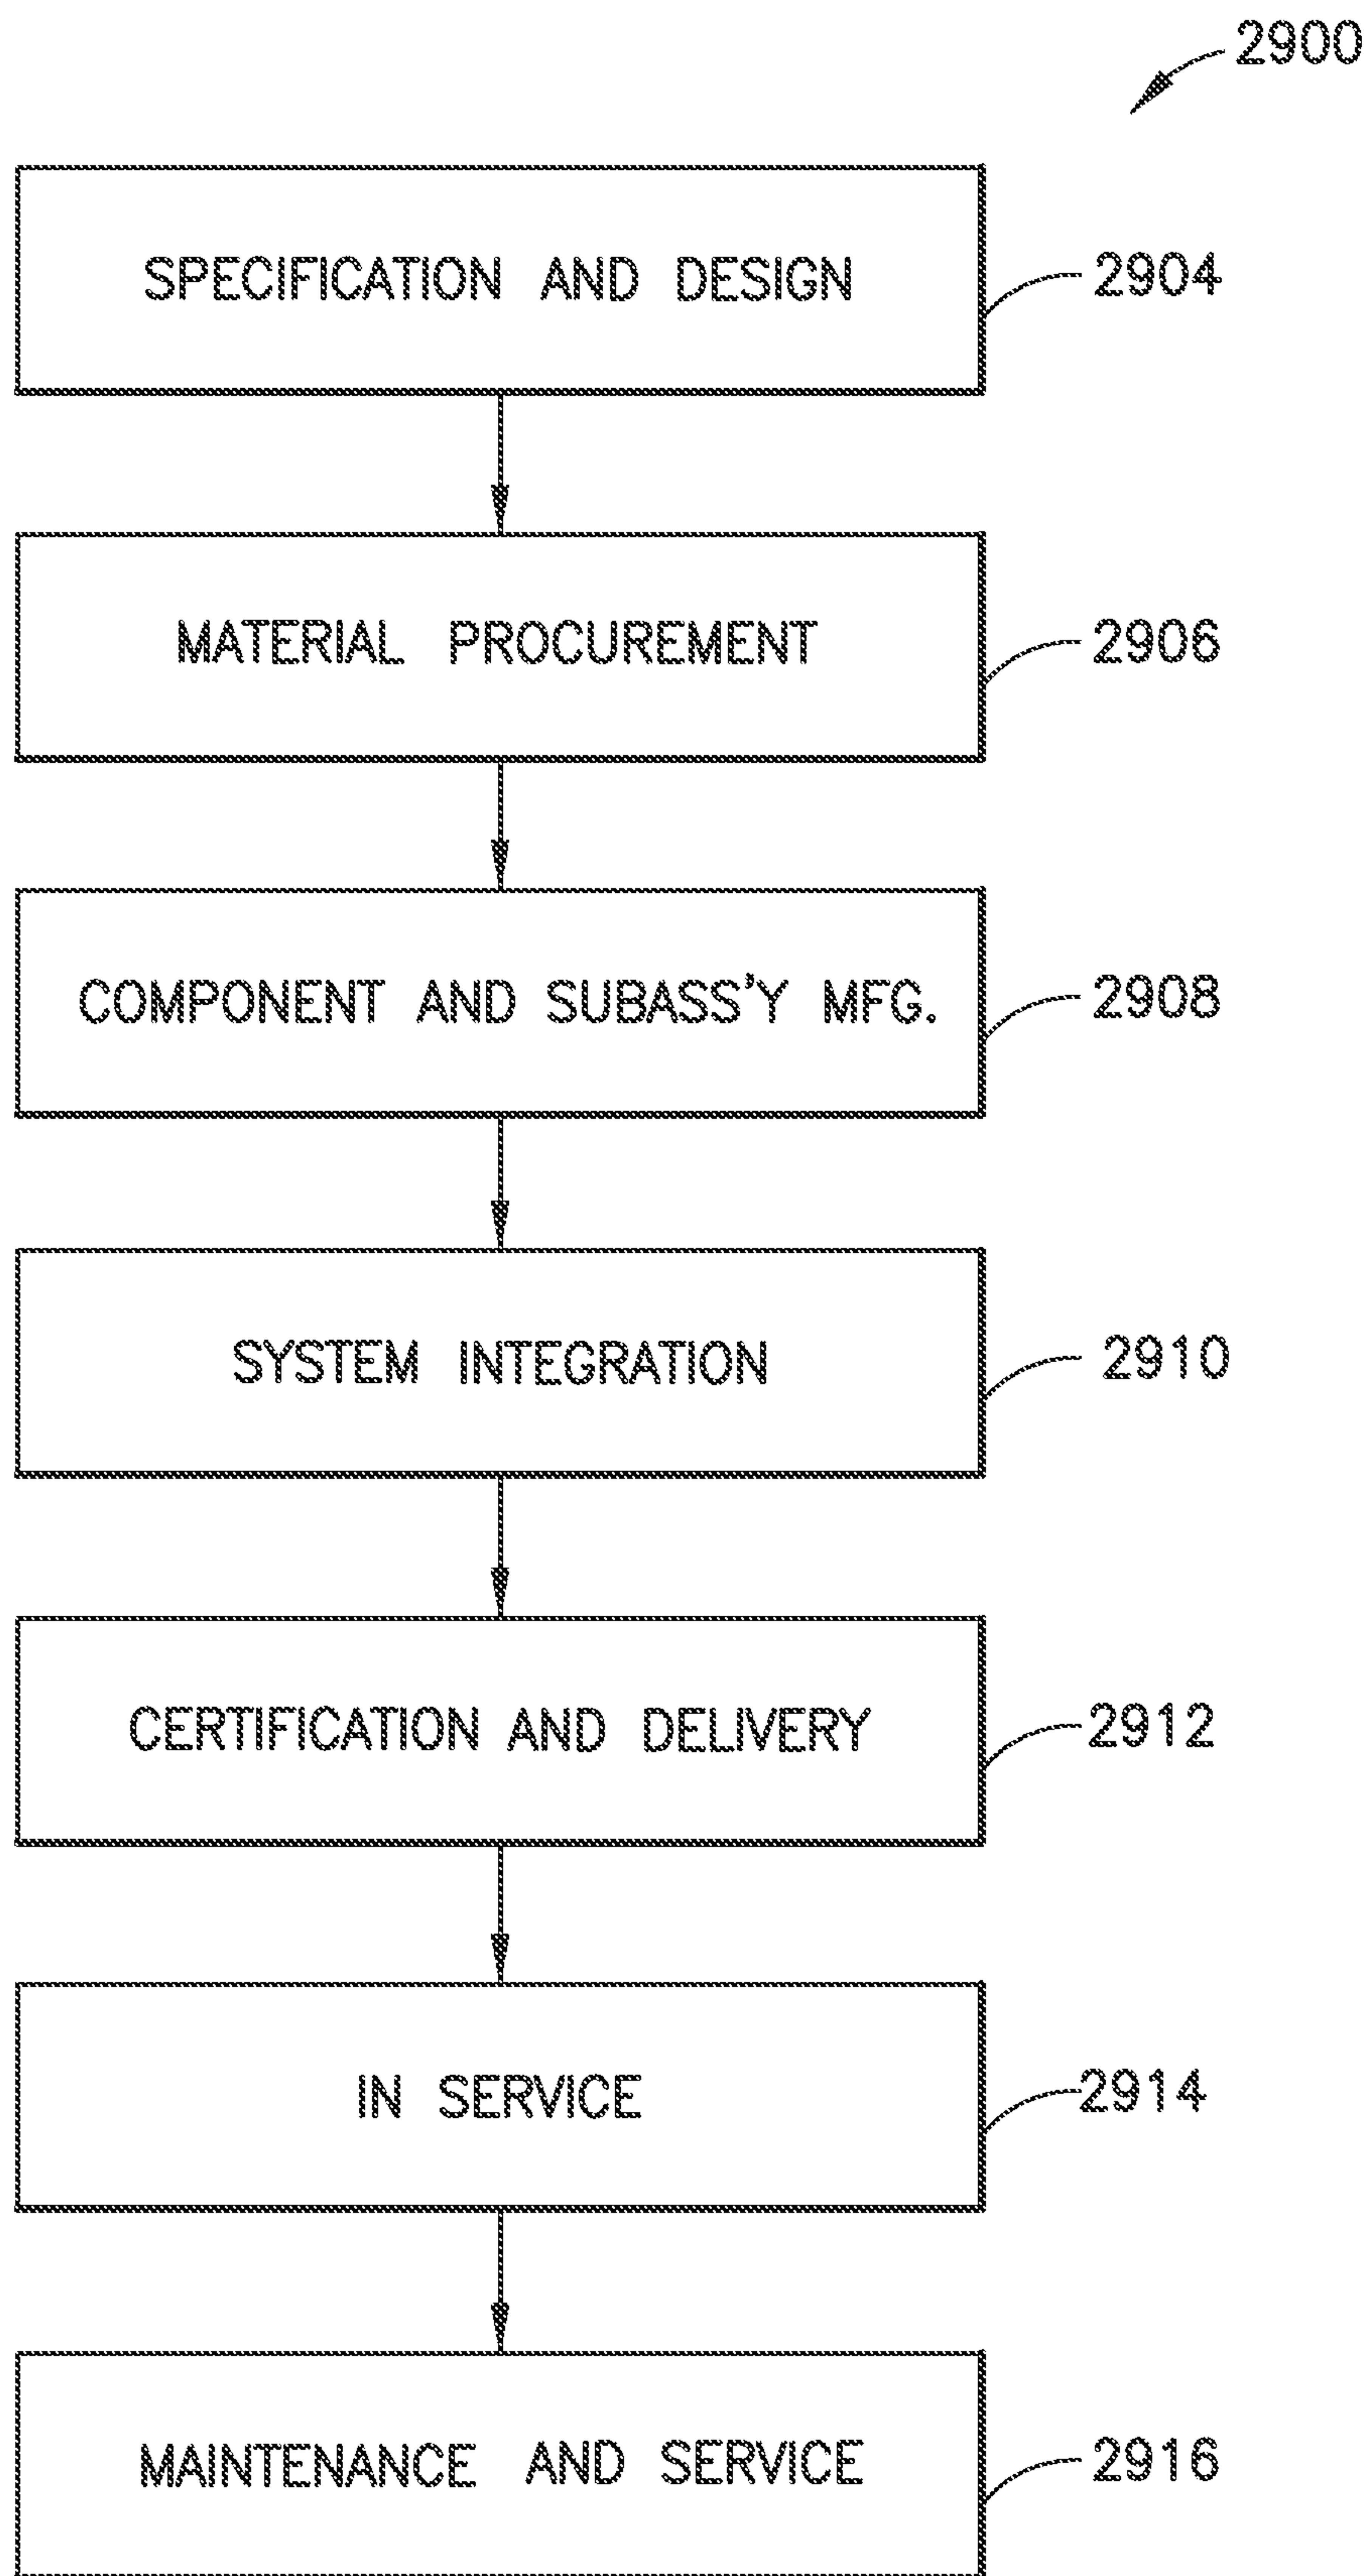 2900
SPECIFICATION AND DESIGN
2904
MATERIAL PROCUREMENT
2906
COMPONENT AND SUBASS'Y MFG.
2908
SYSTEM INTEGRATION
2910
CERTIFICATION AND DELIVERY
2912
IN SERVICE
2914
MAINTENANCE AND SERVICE
2916